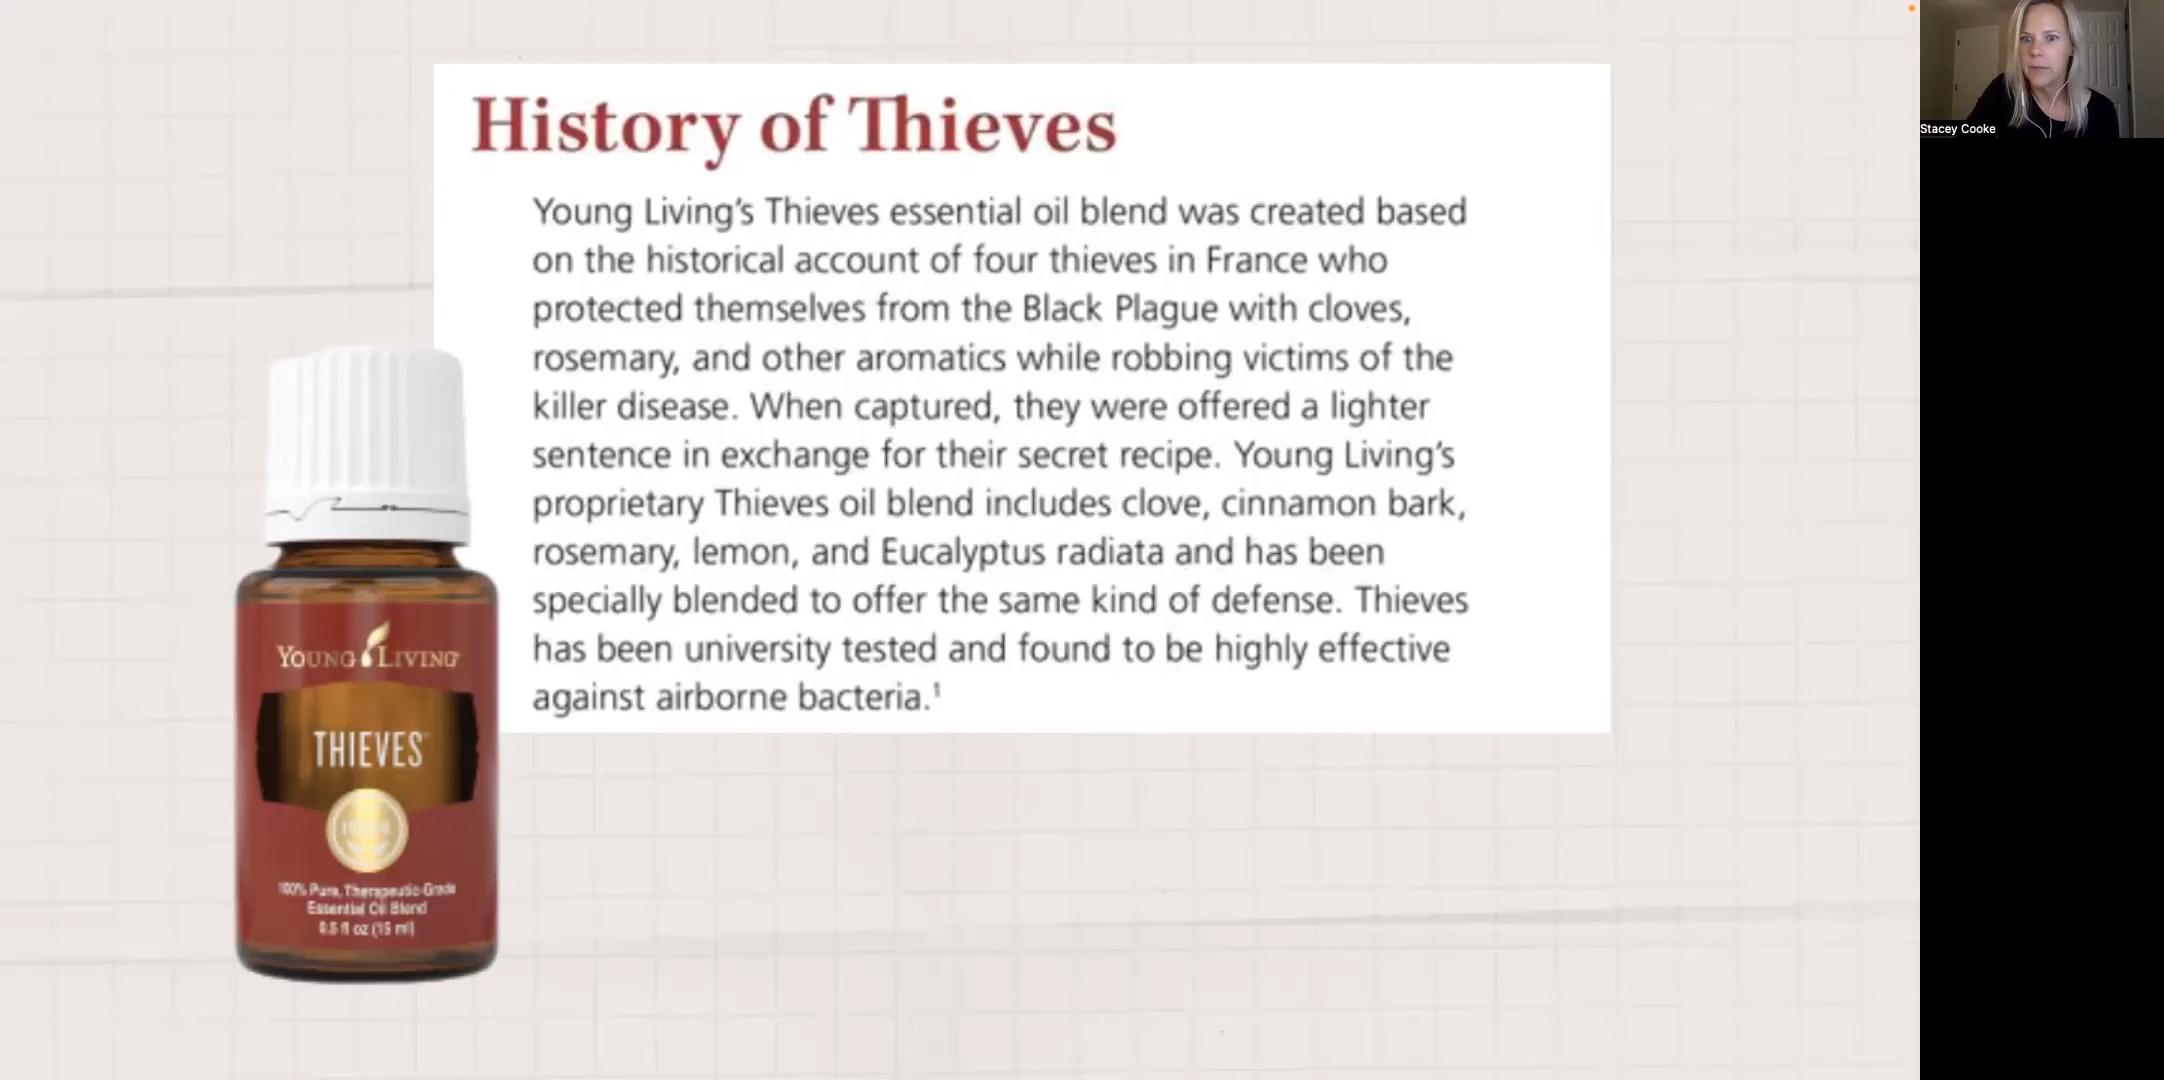 History of Thieves
Young Living's Thieves essential oil blend was created based
on the historical account of four thieves in France who
protected themselves from the Black Plague with cloves,
rosemary, and other aromatics while robbing victims of the
killer disease. When captured, they were offered a lighter
sentence in exchange for their secret recipe. Young Living's
proprietary Thieves oil blend includes clove, cinnamon bark,
rosemary, lemon, and Eucalyptus radiata and has been
specially blended to offer the same kind of defense. Thieves
has been university tested and found to be highly effective
against airborne bacteria.¹
YOUNG LIVING
THIEVES™
100% Pure, Therapeutic-Grade
Essential Oil Blend
0.5 fl oz (15 ml)
Stacey Cooke